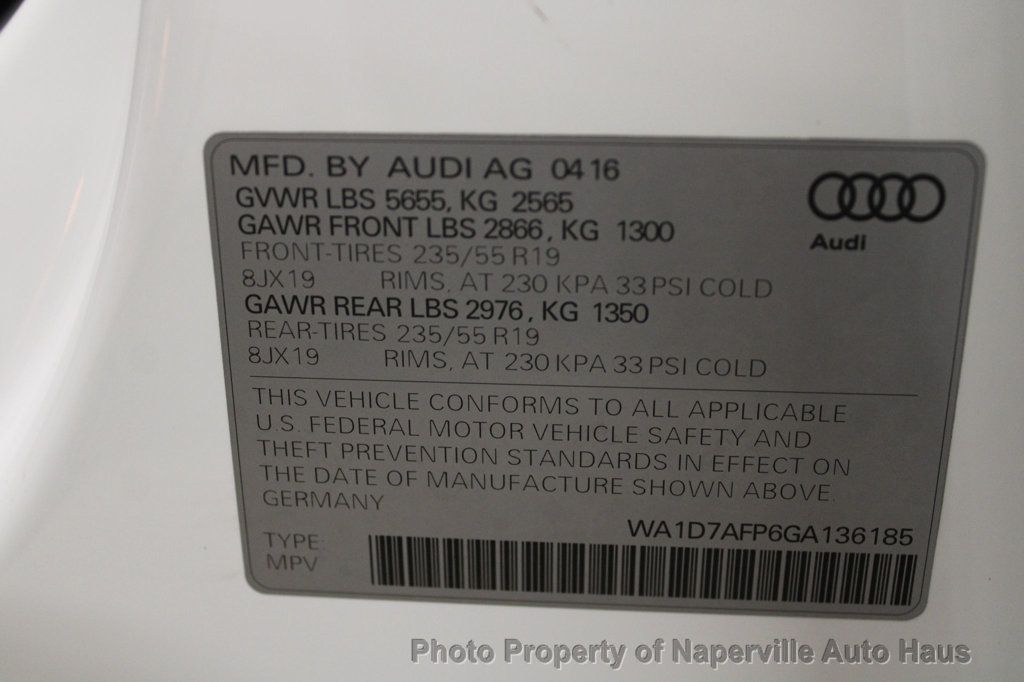 MFD. BY AUDI AG 04 16
GVWR LBS 5655, KG 2565
GAWR FRONT LBS 2866, KG 1300
FRONT-TIRES 235/55 R19
8JX19 RIMS, AT 230 KPA 33 PSI COLD
GAWR REAR LBS 2976, KG 1350
REAR-TIRES 235/55 R19
8JX19 RIMS, AT 230 KPA 33 PSI COLD
Audi
THIS VEHICLE CONFORMS TO ALL APPLICABLE
U.S. FEDERAL MOTOR VEHICLE SAFETY AND
THEFT PREVENTION STANDARDS IN EFFECT ON
THE DATE OF MANUFACTURE SHOWN ABOVE.
GERMANY
WA1D7AFP6GA136185
TYPE:
MPV
Photo Property of Naperville Auto Haus